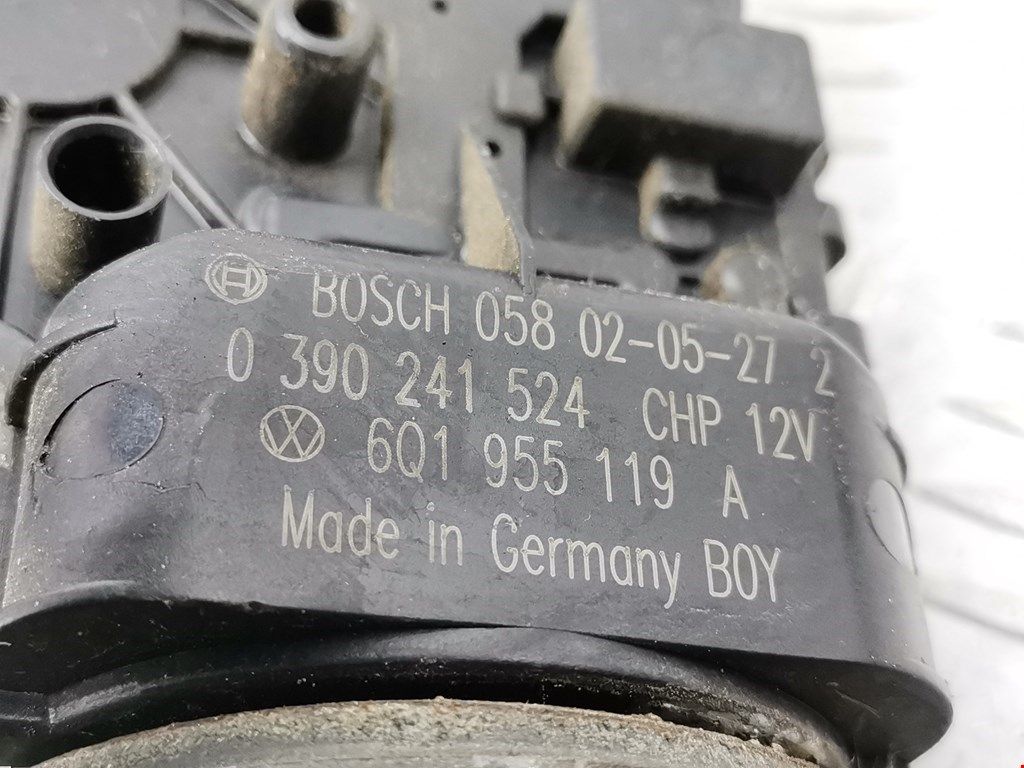 BOSCH 058 02-05-27 2
0 390 241 524 CHP 12V
6Q1 955 119 A
Made in Germany BOY